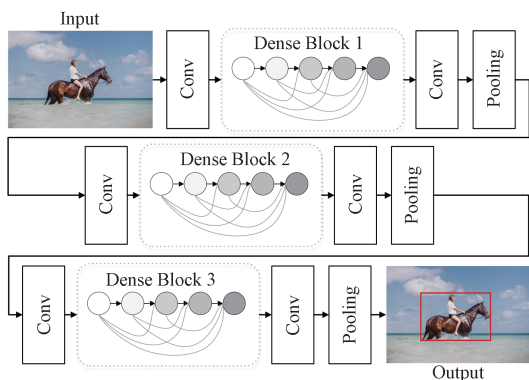 Input
Conv
Dense Block 1
Conv
Pooling
Conv
Dense Block 2
Conv
Pooling
Conv
Dense Block 3
Conv
Pooling
Output